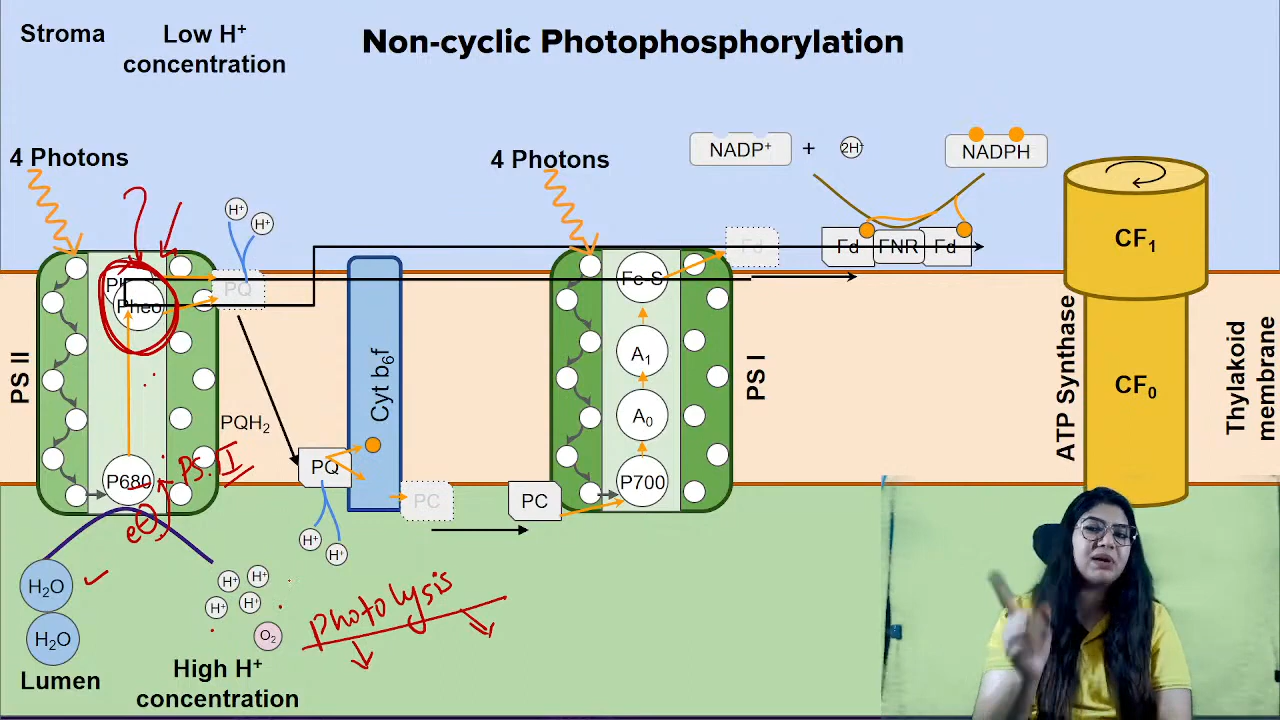 Stroma
Low H⁺
concentration
Non-cyclic Photophosphorylation
4 Photons
4 Photons
NADP⁺
+
2H⁺
NADPH
H⁺
H⁺
Pheo
PQ
Fd
Fd
FNR
Fd
Fe-S
A₁
A₀
P700
PS II
PS I
P680
PQH₂
PQ
Cyt b₆f
PC
PC
H⁺
H⁺
CF₁
CF₀
ATP Synthase
Thylakoid
membrane
PS. II
e⊖
H₂O
H₂O
Lumen
H⁺
H⁺
H⁺
H⁺
O₂
High H⁺
concentration
Photolysis